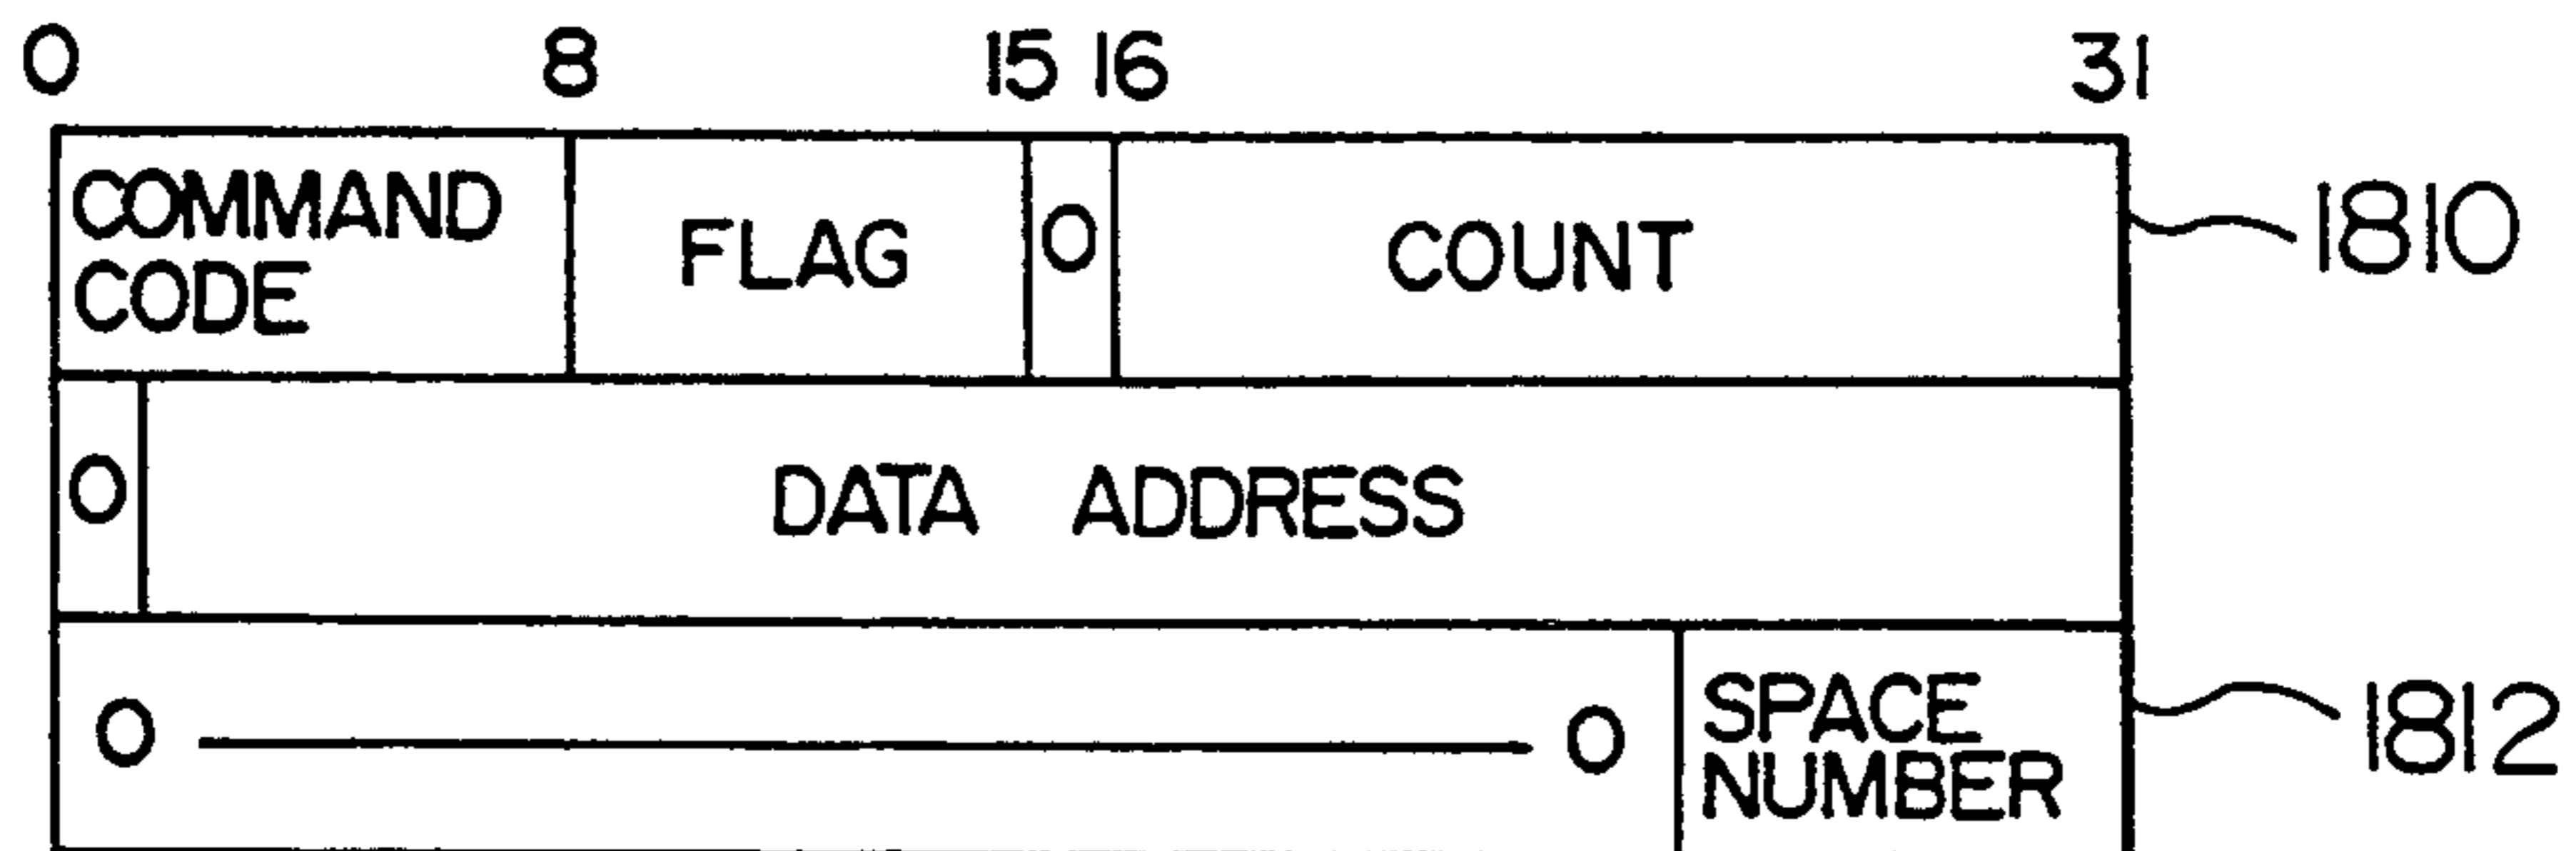 0 8 15 16 31
COMMAND
CODE
FLAG
0
COUNT
1810
0
DATA ADDRESS
0 0
SPACE
NUMBER
1812